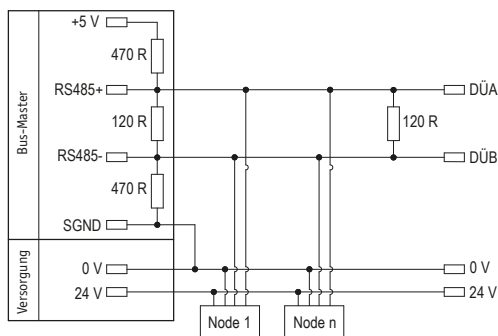 +5 V
470 R
RS485+
DÜA
Bus-Master
120 R
120 R
RS485-
DÜB
470 R
SGND
Versorgung
0 V
0 V
24 V
24 V
Node 1
Node n